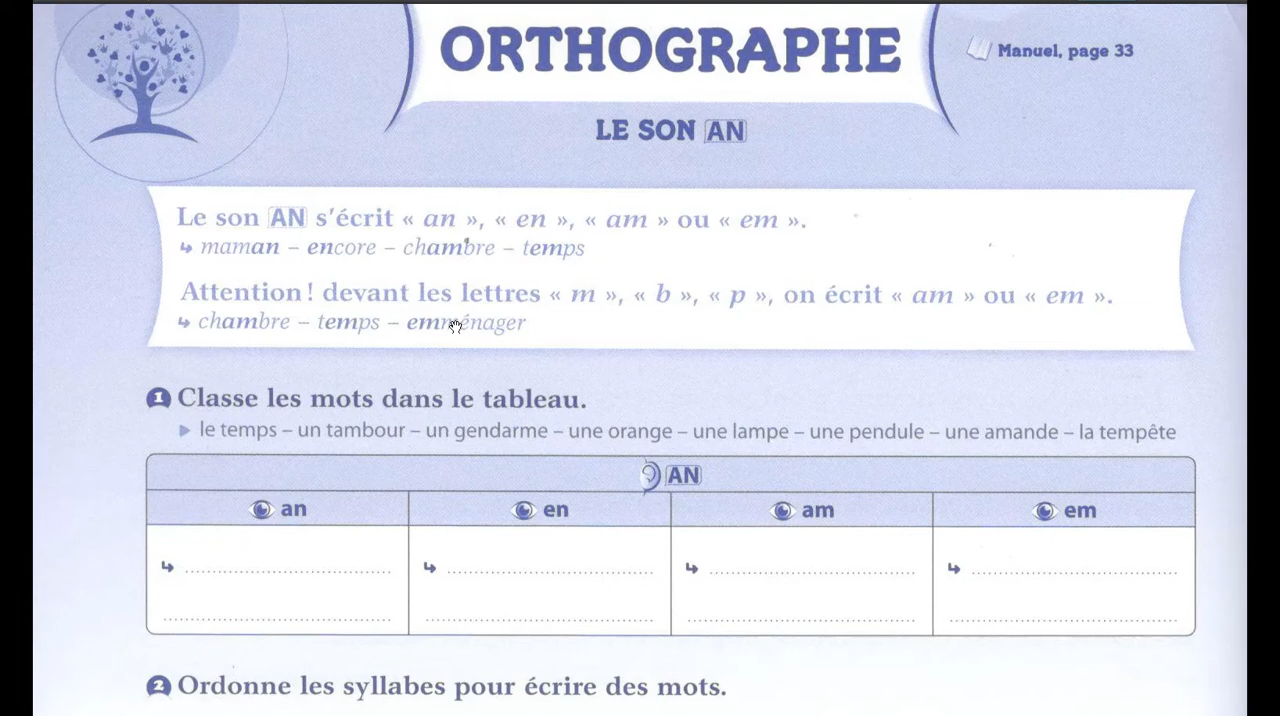 ORTHOGRAPHE
Manuel, page 33
LE SON AN
Le son AN s'écrit « an », « en », « am » ou « em ».
↳ maman – encore – chambre – temps
Attention ! devant les lettres « m », « b », « p », on écrit « am » ou « em ».
↳ chambre – temps – emménager
1 Classe les mots dans le tableau.
▶ le temps – un tambour – un gendarme – une orange – une lampe – une pendule – une amande – la tempête
AN
an en am em
↳ ↳ ↳ ↳
2 Ordonne les syllabes pour écrire des mots.